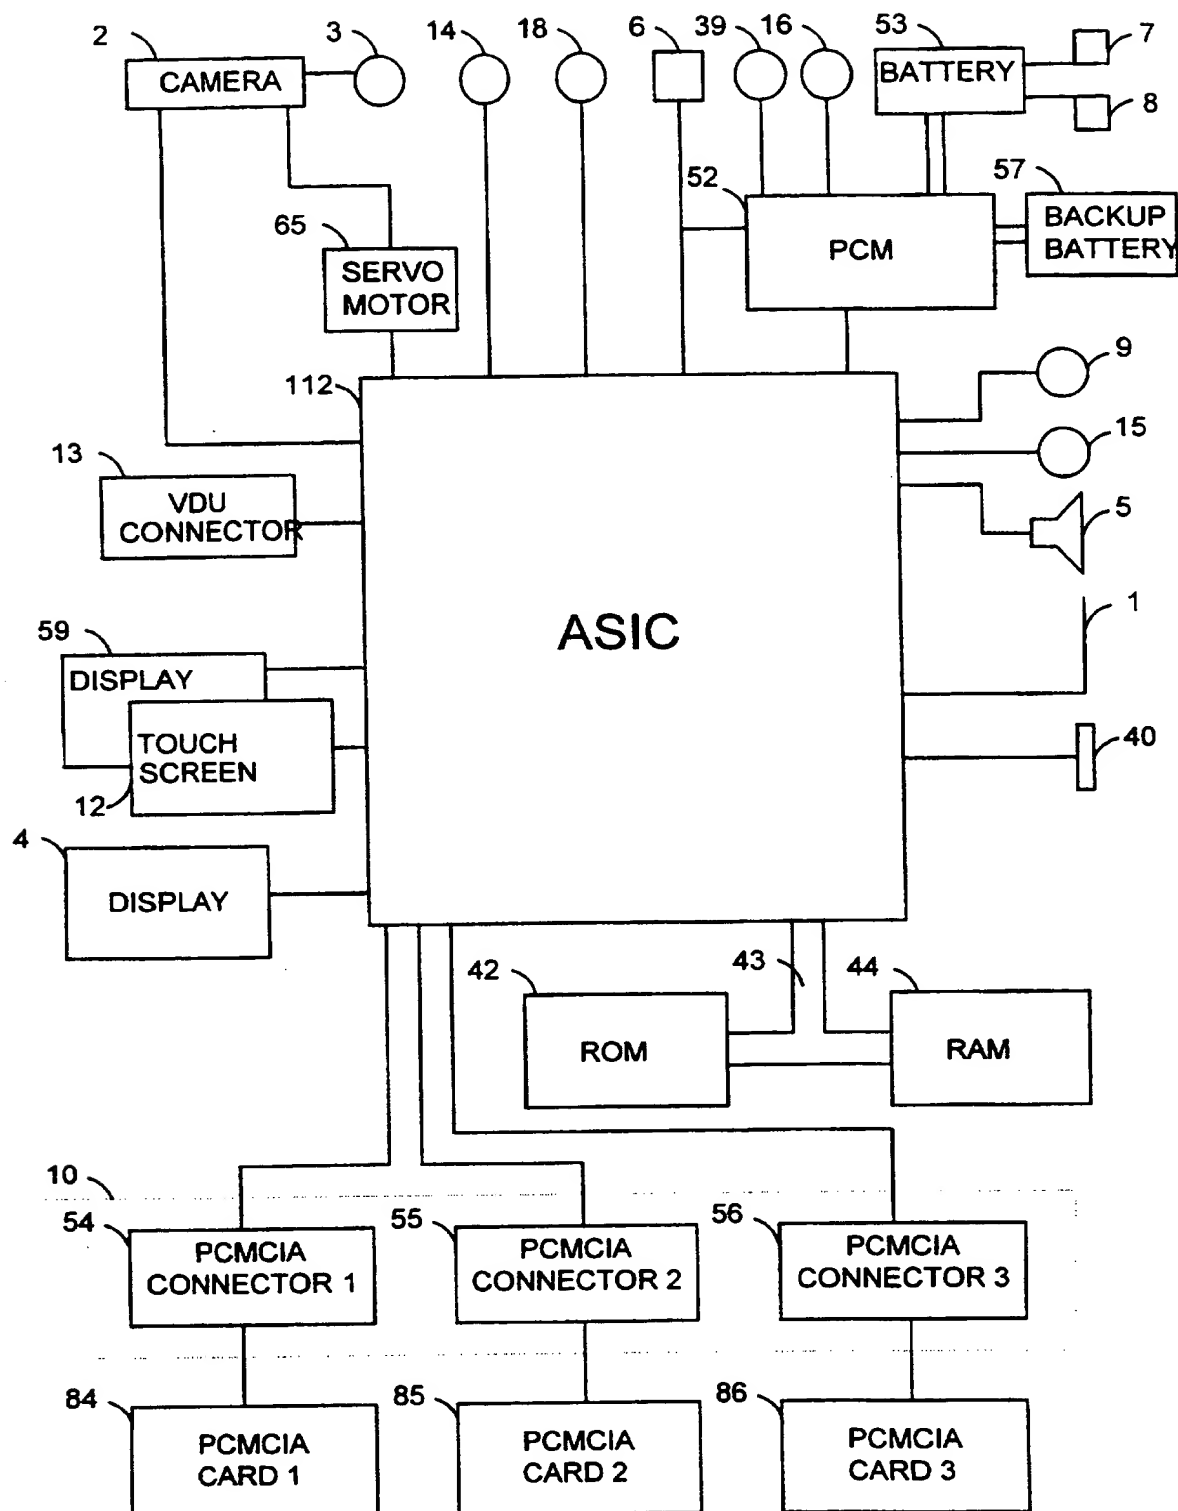 2
3
14
18
6
39
16
53
7
CAMERA
BATTERY
8
52
57
65
PCM
BACKUP
BATTERY
SERVO
MOTOR
112
9
13
15
VDU
CONNECTOR
5
1
ASIC
59
DISPLAY
TOUCH
SCREEN
12
40
4
DISPLAY
42
43
44
ROM
RAM
10
54
55
56
PCMCIA
CONNECTOR 1
PCMCIA
CONNECTOR 2
PCMCIA
CONNECTOR 3
84
85
86
PCMCIA
CARD 1
PCMCIA
CARD 2
PCMCIA
CARD 3